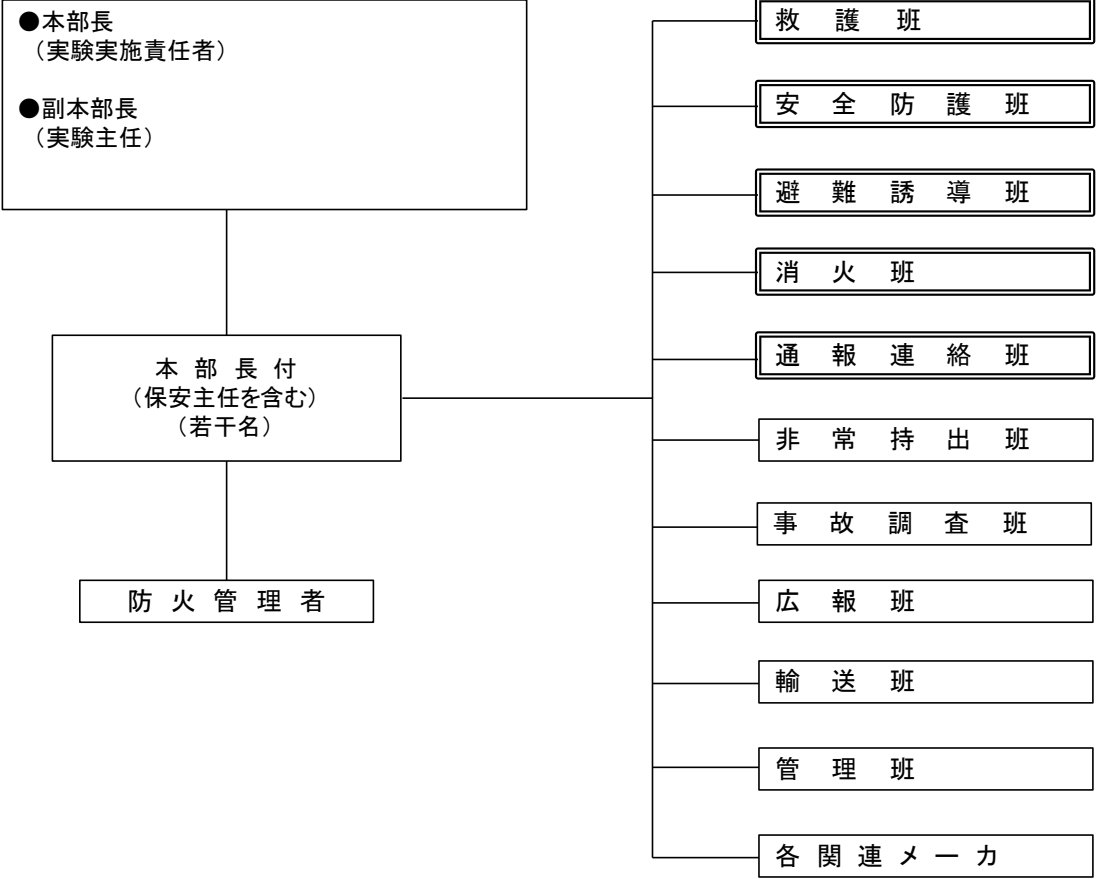 ●本部長
（実験実施責任者）
●副本部長
（実験主任）
本部長付
（保安主任を含む）
（若干名）
防火管理者
救護班
安全防護班
避難誘導班
消火班
通報連絡班
非常持出班
事故調査班
広報班
輸送班
管理班
各関連メーカ